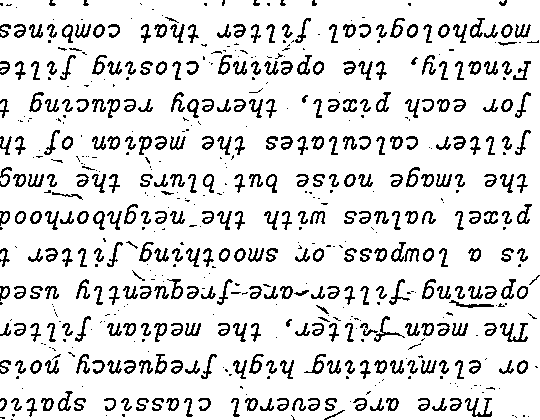 There are several classic spatia
or eliminating high frequency nois
The mean filter, the median filter
opening filter are frequently used
is a lowpass or smoothing filter t
pixel values with the neighborhood
the image noise but blurs the imag
filter calculates the median of th
for each pixel, thereby reducing t
Finally, the opening closing filte
morphological filter that combines